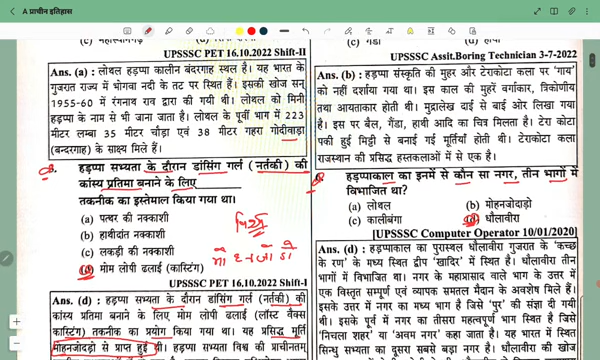 A प्राचीन इतिहास
(c) महास्थानगढ़
UPSSSC PET 16.10.2022 Shift-II
Ans. (a) : लोथल हड़प्पा कालीन बंदरगाह स्थल है। यह भारत के
गुजरात राज्य में भोगवा नदी के तट पर स्थित हैं। इसकी खोज सन्
1955-60 में रंगनाथ राव द्वारा की गयी थी। लोथल को मिनी
हड़प्पा के नाम से भी जाना जाता है। लोथल के पूर्वी भाग में 223
मीटर लम्बा 35 मीटर चौड़ा एवं 38 मीटर गहरा गोदीवाड़ा
(बन्दरगाह) के साक्ष्य मिले हैं।
हड़प्पा सभ्यता के दौरान डांसिंग गर्ल (नर्तकी) की
कांस्य प्रतिमा बनाने के लिए
तकनीक का इस्तेमाल किया गया था।
(a) पत्थर की नक्काशी
(b) हाथीदांत नक्काशी
(c) लकड़ी की नक्काशी
(d) मोम लोपी ढलाई (कास्टिंग)
UPSSSC PET 16.10.2022 Shift-I
Ans. (d) : हड़प्पा सभ्यता के दौरान डांसिंग गर्ल (नर्तकी) की
कांस्य प्रतिमा बनाने के लिए मोम लोपी ढलाई (लॉस्ट वैक्स
कास्टिंग) तकनीक का प्रयोग किया गया था। यह प्रसिद्ध मूर्ति
मोहनजोदड़ो से प्राप्त हुई थी। हड़प्पा सभ्यता विश्व की प्राचीनतम्
(c) गैंडा
(d) हाथी
UPSSSC Assit.Boring Technician 3-7-2022
Ans. (b) : हड़प्पा संस्कृति की मुहर और टेराकोटा कला पर 'गाय'
को नहीं दर्शाया गया था। इस काल की मुहरें वर्गाकार, त्रिकोणीय
तथा आयताकार होती थी। मुद्रालेख दाई से बाई ओर लिखा गया
है। इस पर बैल, गैंडा, हाथी आदि का चित्र मिलता है। टेरा कोटा
पकी हुई मिट्टी से बनाई गई मूर्तियाँ होती थी। टेराकोटा कला
राजस्थान की प्रसिद्ध हस्तकलाओं में से एक है।
हड़प्पाकाल का इनमें से कौन सा नगर, तीन भागों में
विभाजित था?
(a) लोथल
(b) मोहनजोदड़ो
(c) कालीबंगा
(d) धौलावीरा
[UPSSSC Computer Operator 10/01/2020]
Ans. (d) : हड़प्पाकाल का पुरास्थल धौलावीरा गुजरात के 'कच्छ
के रण' के मध्य स्थित द्वीप 'खादिर' में स्थित है। धौलावीरा तीन
भागों में विभाजित था। नगर के महाप्रासद वाले भाग के उत्तर में
एक विस्तृत सम्पूर्ण एवं व्यापक समतल मैदान के अवशेष मिले हैं।
इसके उत्तर में नगर का मध्य भाग है जिसे 'पुर' की संज्ञा दी गयी
थी। इसके पूर्व में नगर का तीसरा महत्वपूर्ण भाग स्थित है जिसे
'निचला शहर' या 'अवम नगर' कहा जाता है। यह भारत में स्थित
सिन्धु सभ्यता का दूसरा सबसे बड़ा नगर है। धौलावीरा की खोज